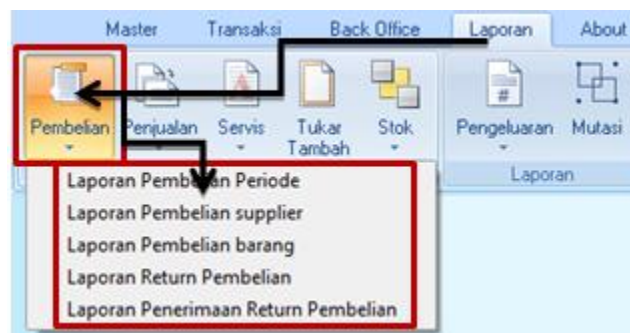 Master Transaksi Back Office Laporan About
Pembelian Penjualan Servis Tukar Tambah Stok Pengeluaran Mutasi
#
Laporan
Laporan Pembelian Periode
Laporan Pembelian supplier
Laporan Pembelian barang
Laporan Return Pembelian
Laporan Penerimaan Return Pembelian